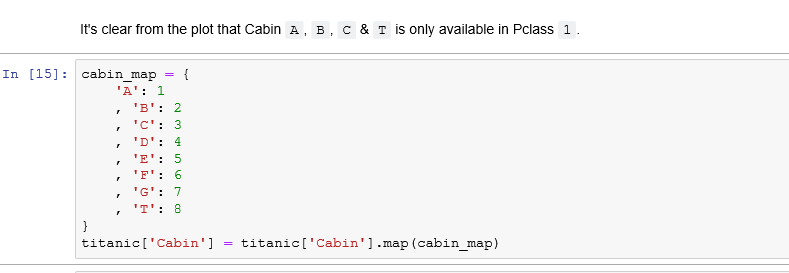 It's clear from the plot that Cabin A , B , C & T is only available in Pclass 1 .
In [15]: cabin_map = {
'A': 1
, 'B': 2
, 'C': 3
, 'D': 4
, 'E': 5
, 'F': 6
, 'G': 7
, 'T': 8
}
titanic['Cabin'] = titanic['Cabin'].map(cabin_map)